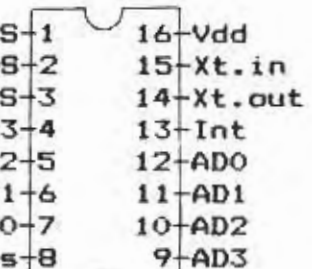 S 1 16 Vdd
S 2 15 Xt.in
S 3 14 Xt.out
3 4 13 Int
2 5 12 AD0
1 6 11 AD1
0 7 10 AD2
s 8 9 AD3